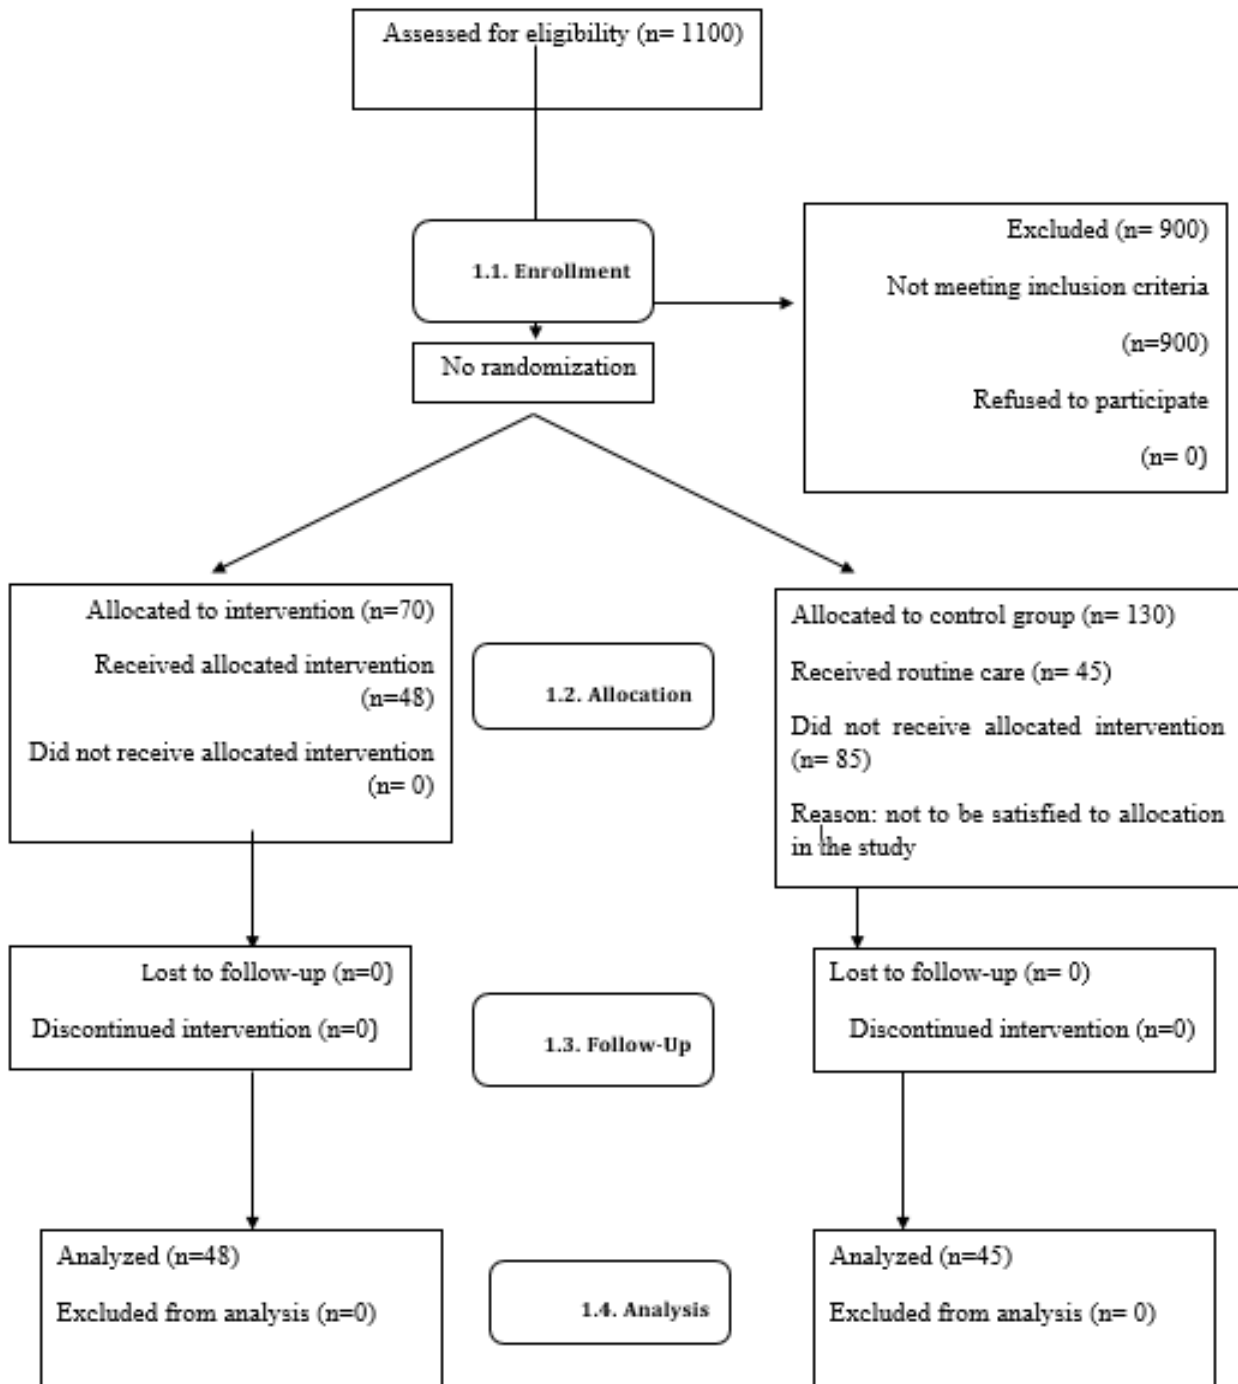 Assessed for eligibility (n= 1100)
1.1. Enrollment
Excluded (n= 900)
Not meeting inclusion criteria
(n=900)
Refused to participate
(n= 0)
No randomization
Allocated to intervention (n=70)
Received allocated intervention
(n=48)
Did not receive allocated intervention
(n= 0)
1.2. Allocation
Allocated to control group (n= 130)
Received routine care (n= 45)
Did not receive allocated intervention
(n= 85)
Reason: not to be satisfied to allocation
in the study
Lost to follow-up (n=0)
Discontinued intervention (n=0)
1.3. Follow-Up
Lost to follow-up (n= 0)
Discontinued intervention (n=0)
Analyzed (n=48)
Excluded from analysis (n=0)
1.4. Analysis
Analyzed (n=45)
Excluded from analysis (n= 0)